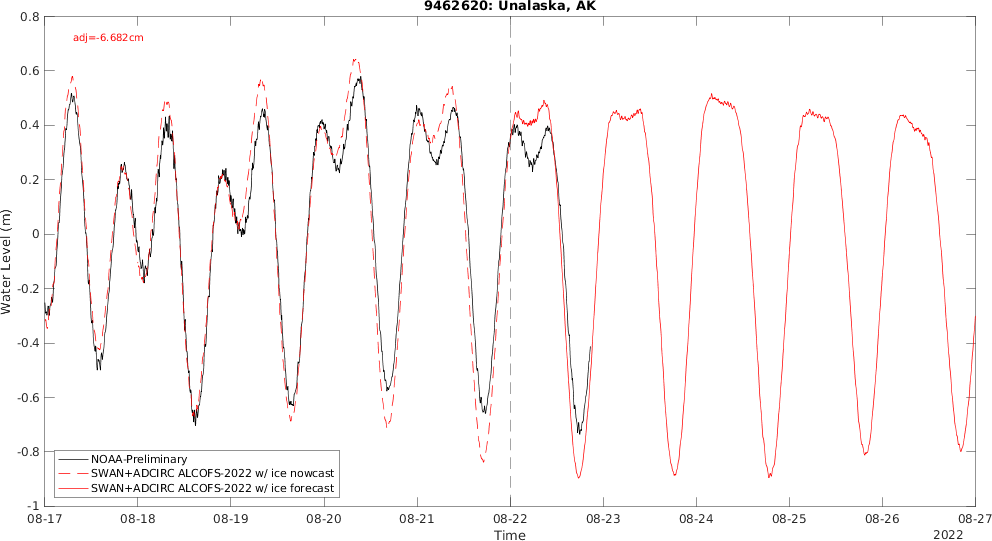 9462620: Unalaska, AK
adj=-6.682cm
Water Level (m)
0.8
0.6
0.4
0.2
0
-0.2
-0.4
-0.6
-0.8
-1
NOAA-Preliminary
SWAN+ADCIRC ALCOFS-2022 w/ ice nowcast
SWAN+ADCIRC ALCOFS-2022 w/ ice forecast
08-17 08-18 08-19 08-20 08-21 08-22 08-23 08-24 08-25 08-26 08-27
Time
2022